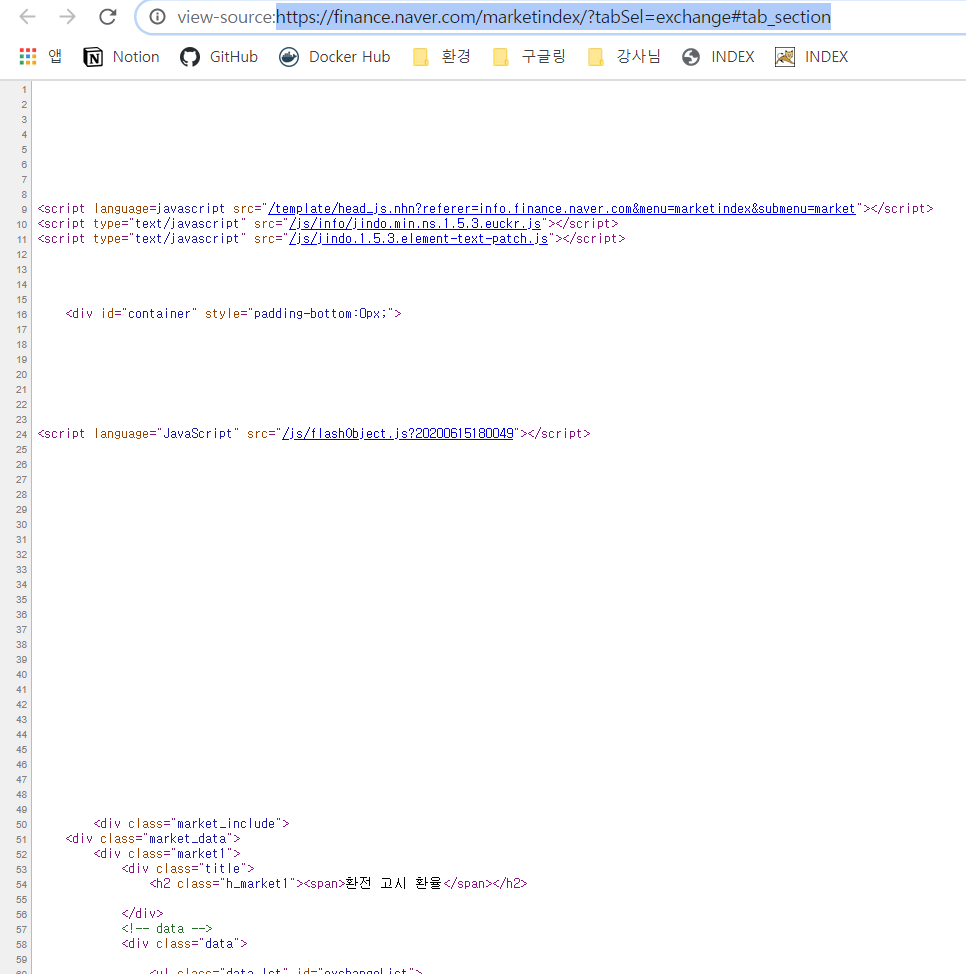 view-source:https://finance.naver.com/marketindex/?tabSel=exchange#tab_section
앱 Notion GitHub Docker Hub 환경 구글링 강사님 INDEX INDEX
1
2
3
4
5
6
7
8
9 <script language=javascript src="/template/head_js.nhn?referer=info.finance.naver.com&menu=marketindex&submenu=market"></script>
10 <script type="text/javascript" src="/js/info/jindo.min.ns.1.5.3.euckr.js"></script>
11 <script type="text/javascript" src="/js/jindo.1.5.3.element-text-patch.js"></script>
12
13
14
15
16 <div id="container" style="padding-bottom:0px;">
17
18
19
20
21
22
23
24 <script language="JavaScript" src="/js/flashObject.js?20200615180049"></script>
25
26
27
28
29
30
31
32
33
34
35
36
37
38
39
40
41
42
43
44
45
46
47
48
49
50 <div class="market_include">
51 <div class="market_data">
52 <div class="market1">
53 <div class="title">
54 <h2 class="h_market1"><span>환전 고시 환율</span></h2>
55
56 </div>
57 <!-- data -->
58 <div class="data">
59
60 <ul class="data_lst" id="exchangeList">